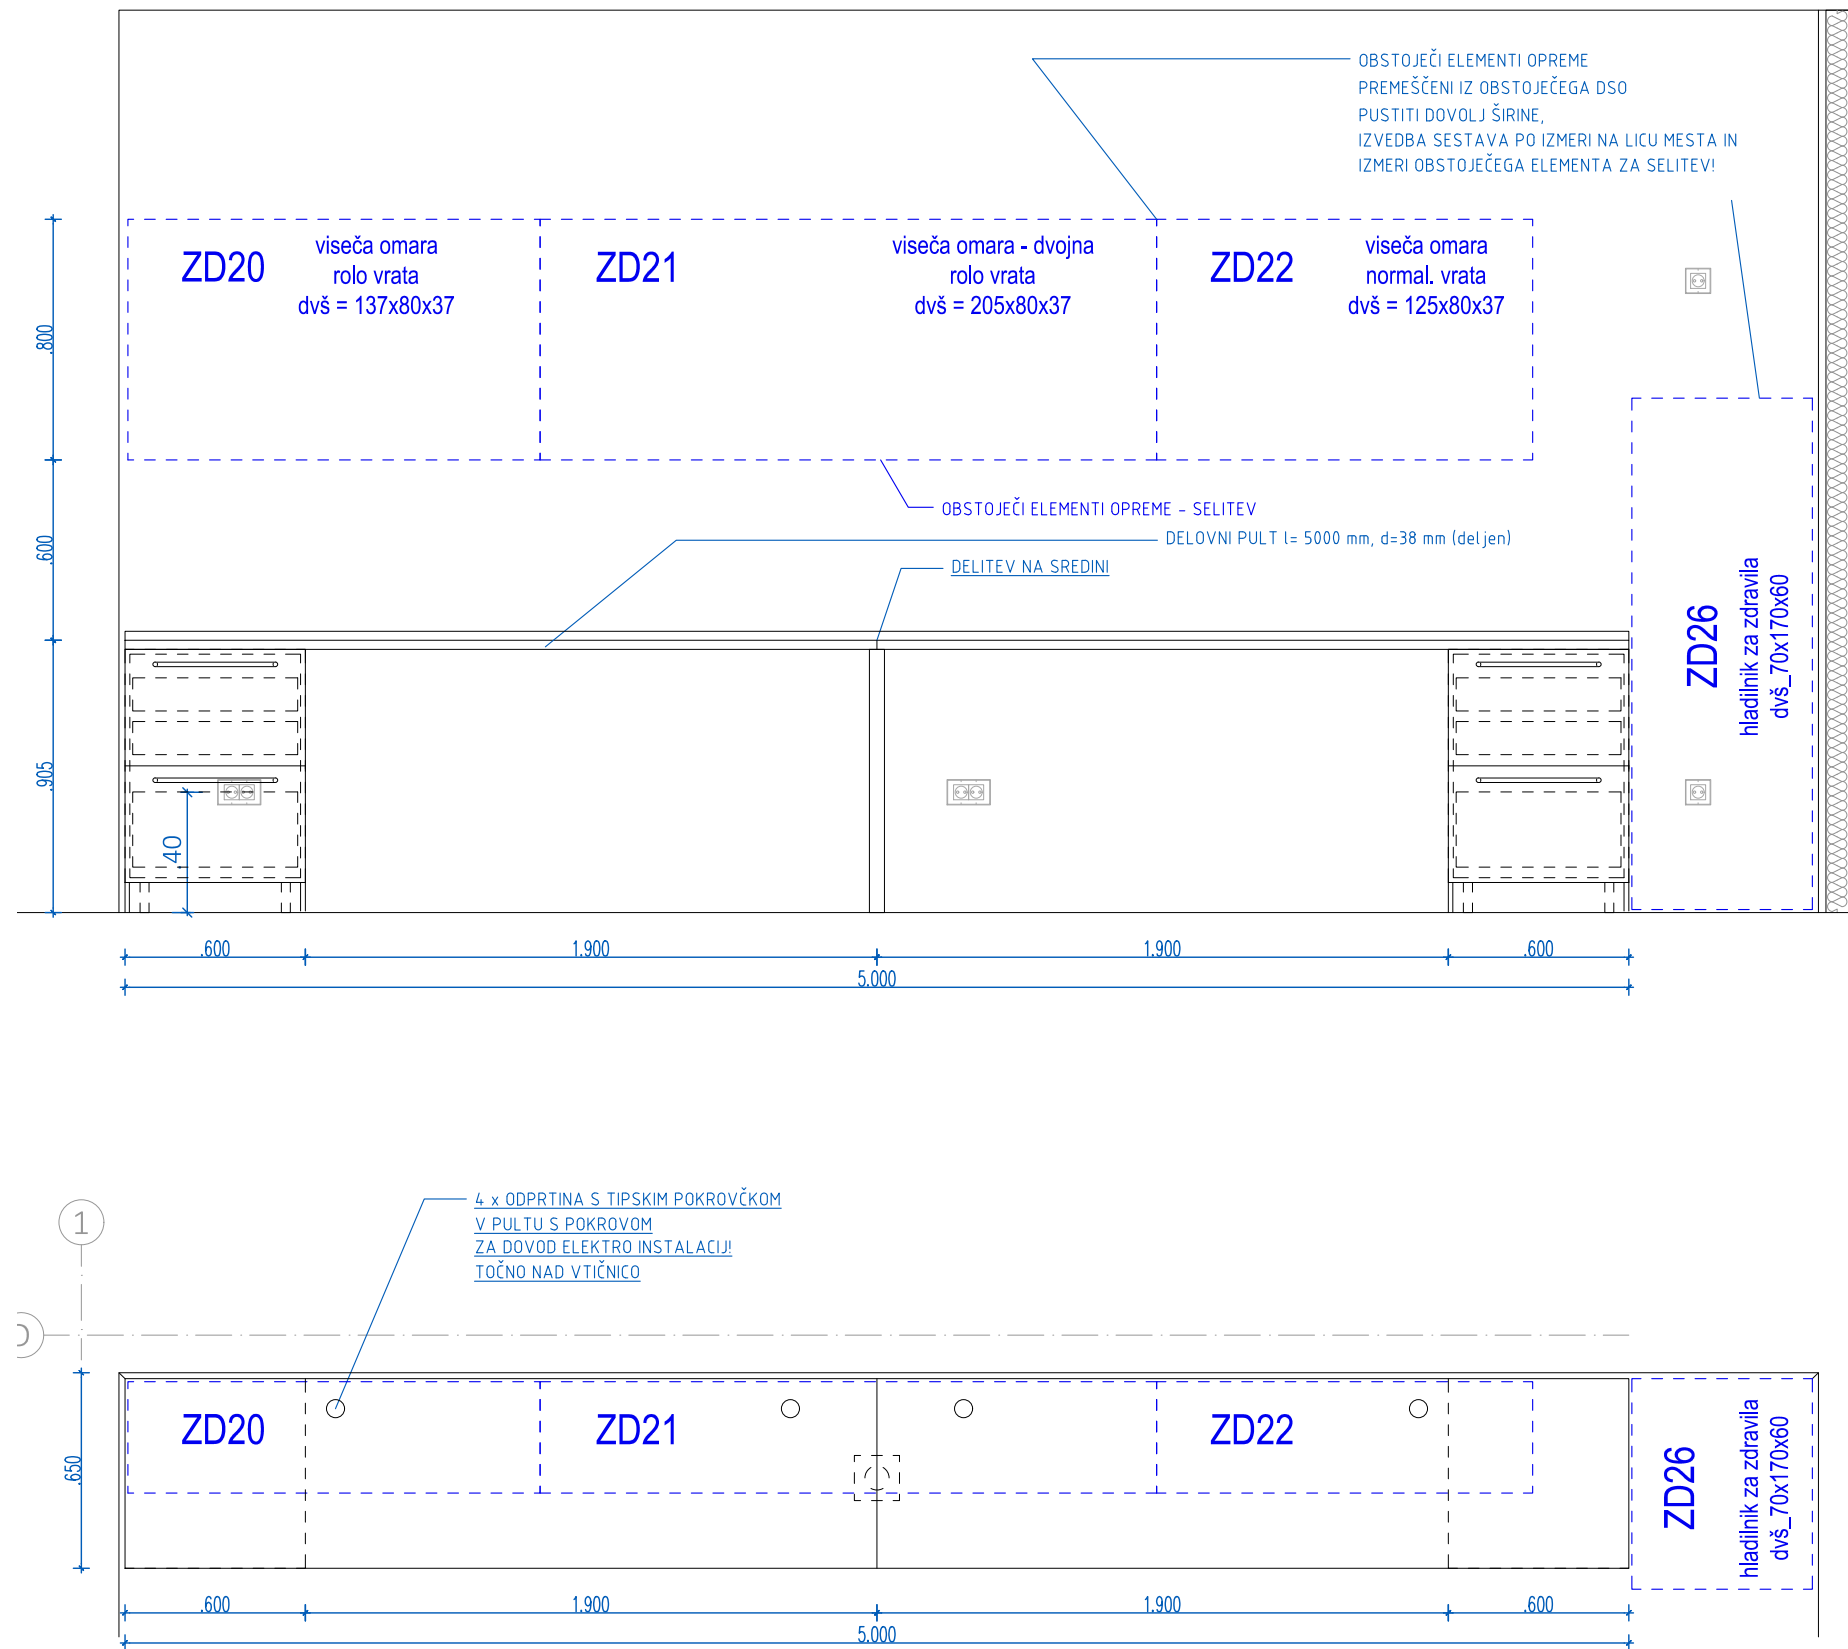 OBSTOJEČI ELEMENTI OPREME
PREMEŠČENI IZ OBSTOJEČEGA DSO
PUSTITI DOVOLJ ŠIRINE,
IZVEDBA SESTAVA PO IZMERI NA LICU MESTA IN
IZMERI OBSTOJEČEGA ELEMENTA ZA SELITEV!
ZD20
viseča omara
rolo vrata
dvš = 137x80x37
ZD21
viseča omara - dvojna
rolo vrata
dvš = 205x80x37
ZD22
viseča omara
normal. vrata
dvš = 125x80x37
.800
.600
.905
OBSTOJEČI ELEMENTI OPREME - SELITEV
DELOVNI PULT l= 5000 mm, d=38 mm (deljen)
DELITEV NA SREDINI
ZD26
hladilnik za zdravila
dvš_70x170x60
40
.600
1.900
1.900
.600
5.000
4 x ODPRTINA S TIPSKIM POKROVČKOM
V PULTU S POKROVOM
ZA DOVOD ELEKTRO INSTALACIJ!
TOČNO NAD VTIČNICO
1
ZD20
ZD21
ZD22
ZD26
hladilnik za zdravila
dvš_70x170x60
.650
.600
1.900
1.900
.600
5.000